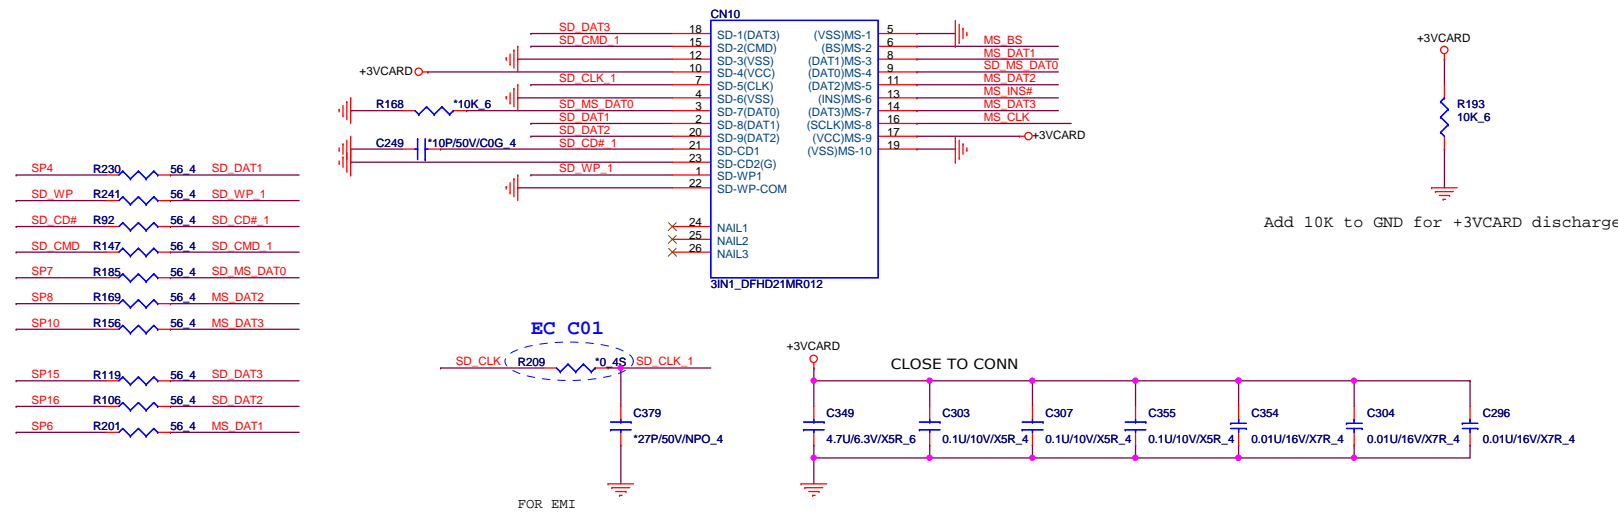 CN10
SD_DAT3 18 SD-1(DAT3) (VSS)MS-1 5
SD_CMD_1 15 SD-2(CMD) (BS)MS-2 6 MS_BS
12 SD-3(VSS) (DAT1)MS-3 8 MS_DAT1
+3VCARD 10 SD-4(VCC) (DAT0)MS-4 9 SD_MS_DAT0
SD_CLK_1 7 SD-5(CLK) (DAT2)MS-5 11 MS_DAT2
4 SD-6(VSS) (INS)MS-6 13 MS_INS#
R168 *10K_6 SD_MS_DAT0 3 SD-7(DAT0) (DAT3)MS-7 14 MS_DAT3
SD_DAT1 2 SD-8(DAT1) (SCLK)MS-8 16 MS_CLK
SD_DAT2 20 SD-9(DAT2) (VCC)MS-9 17 +3VCARD
C249 *10P/50V/C0G_4 SD_CD#_1 21 SD-CD1 (VSS)MS-10 19
23 SD-CD2(G)
SD_WP_1 1 SD-WP1
22 SD-WP-COM
24 NAIL1
25 NAIL2
26 NAIL3
3IN1_DFHD21MR012
+3VCARD
R193
10K_6
Add 10K to GND for +3VCARD discharge
SP4 R230 56_4 SD_DAT1
SD_WP R241 56_4 SD_WP_1
SD_CD# R92 56_4 SD_CD#_1
SD_CMD R147 56_4 SD_CMD_1
SP7 R185 56_4 SD_MS_DAT0
SP8 R169 56_4 MS_DAT2
SP10 R156 56_4 MS_DAT3
SP15 R119 56_4 SD_DAT3
SP16 R106 56_4 SD_DAT2
SP6 R201 56_4 MS_DAT1
EC C01
SD_CLK R209 *0_4S SD_CLK_1
C379
*27P/50V/NPO_4
FOR EMI
+3VCARD
CLOSE TO CONN
C349 C303 C307 C355 C354 C304 C296
4.7U/6.3V/X5R_6 0.1U/10V/X5R_4 0.1U/10V/X5R_4 0.1U/10V/X5R_4 0.01U/16V/X7R_4 0.01U/16V/X7R_4 0.01U/16V/X7R_4